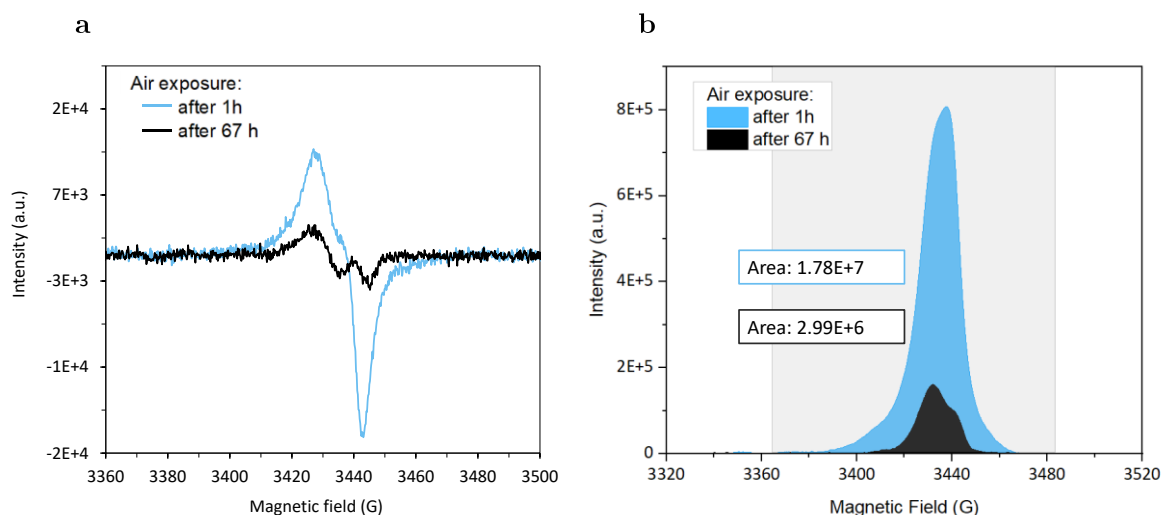 a
Air exposure:
after 1h
after 67 h
2E+4
7E+3
-3E+3
-1E+4
-2E+4
3360
3400
3420
3440
3460
3480
3500
Intensity (a.u.)
Magnetic field (G)
b
Air exposure:
after 1h
after 67 h
8E+5
6E+5
4E+5
2E+5
0
Area: 1.78E+7
Area: 2.99E+6
3320
3360
3400
3440
3480
3520
Intensity (a.u.)
Magnetic Field (G)